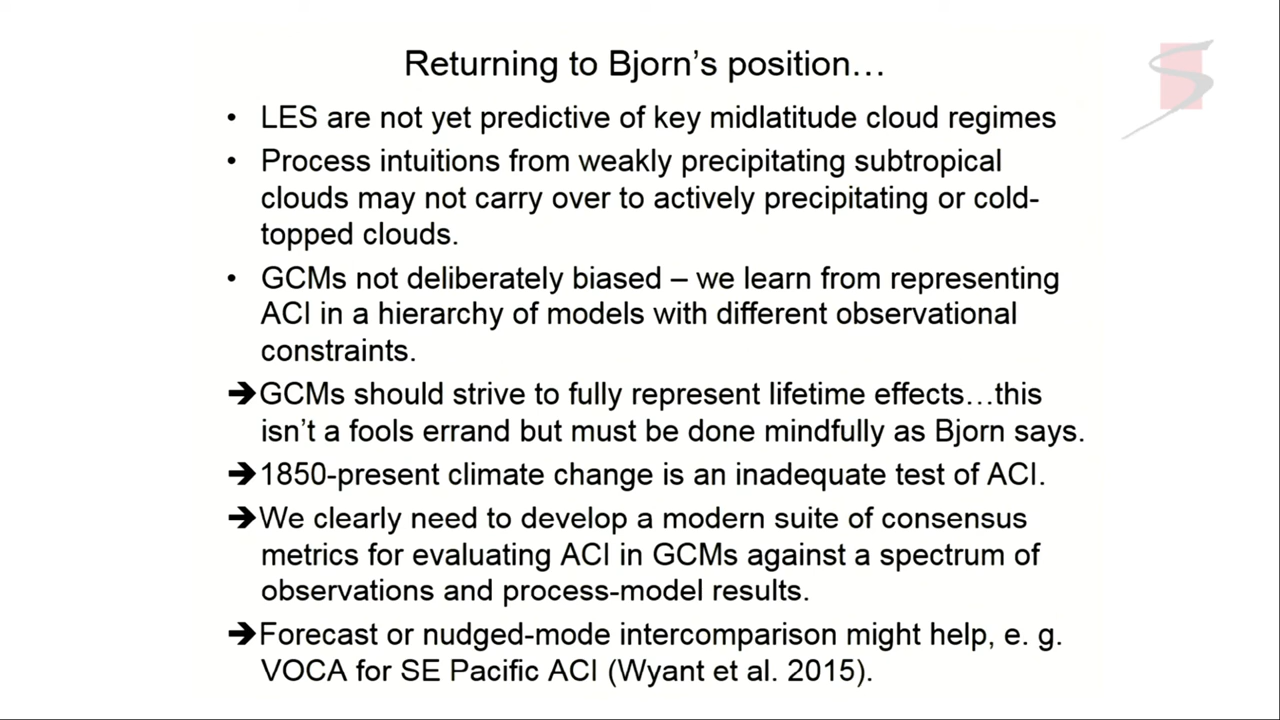 Returning to Bjorn’s position…
• LES are not yet predictive of key midlatitude cloud regimes
• Process intuitions from weakly precipitating subtropical
clouds may not carry over to actively precipitating or cold-
topped clouds.
• GCMs not deliberately biased – we learn from representing
ACI in a hierarchy of models with different observational
constraints.
➔GCMs should strive to fully represent lifetime effects…this
isn’t a fools errand but must be done mindfully as Bjorn says.
➔1850-present climate change is an inadequate test of ACI.
➔We clearly need to develop a modern suite of consensus
metrics for evaluating ACI in GCMs against a spectrum of
observations and process-model results.
➔Forecast or nudged-mode intercomparison might help, e. g.
VOCA for SE Pacific ACI (Wyant et al. 2015).